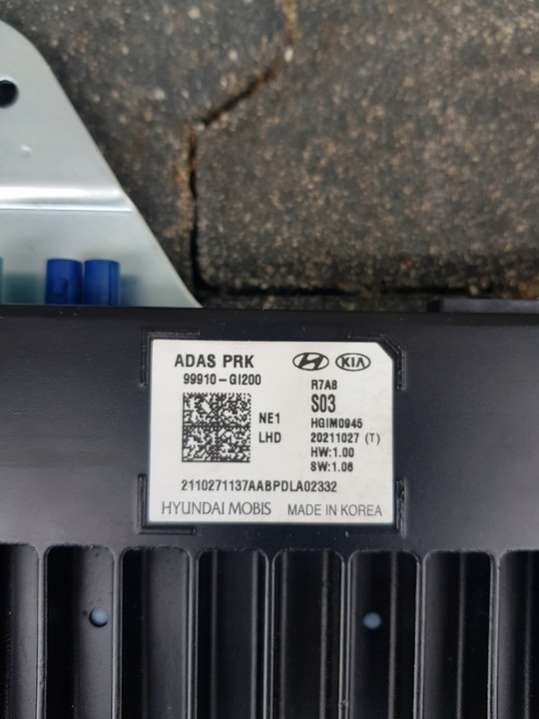 ADAS PRK
KIA
99910-GI200
R7A8
S03
NE1
HGIM0945
LHD
20211027 (T)
HW:1.00
SW:1.06
2110271137AABPDLA02332
HYUNDAI MOBIS MADE IN KOREA